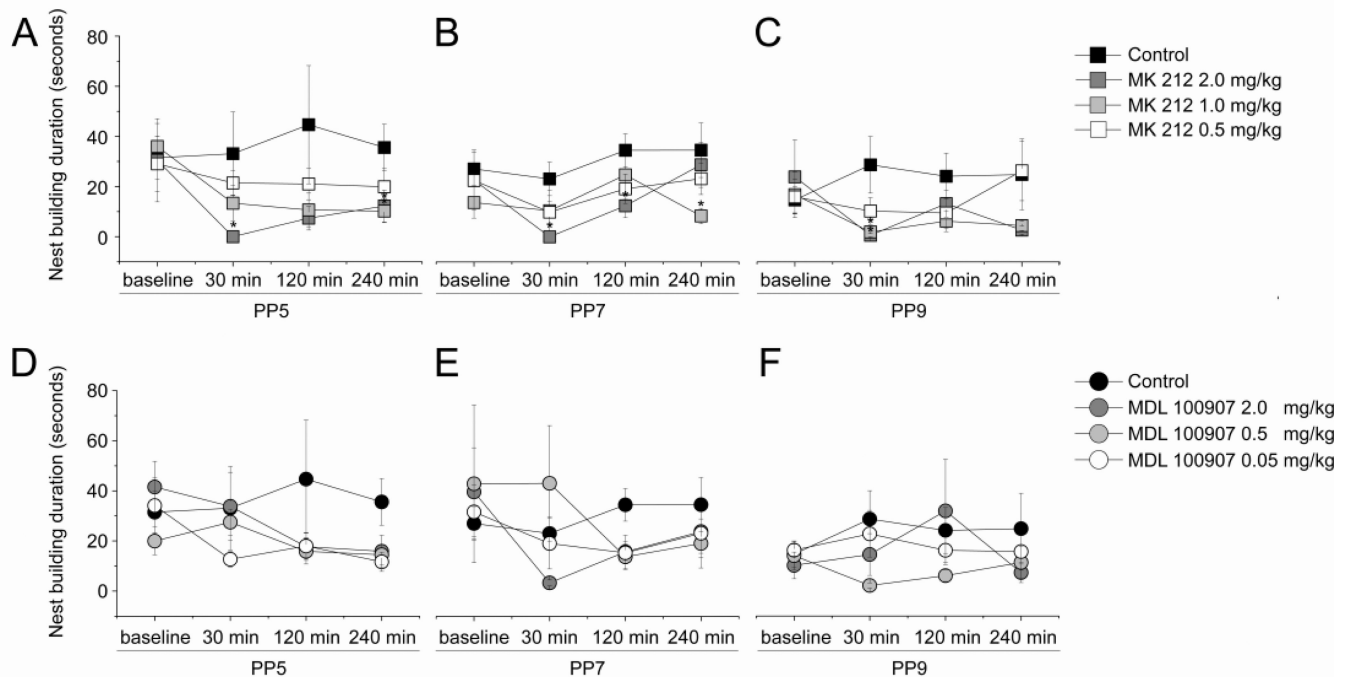 A B C
Nest building duration (seconds)
80
60
40
20
0
baseline 30 min 120 min 240 min
PP5
baseline 30 min 120 min 240 min
PP7
baseline 30 min 120 min 240 min
PP9
* * * * * *
Control
MK 212 2.0 mg/kg
MK 212 1.0 mg/kg
MK 212 0.5 mg/kg
D E F
Nest building duration (seconds)
80
60
40
20
0
baseline 30 min 120 min 240 min
PP5
baseline 30 min 120 min 240 min
PP7
baseline 30 min 120 min 240 min
PP9
Control
MDL 100907 2.0 mg/kg
MDL 100907 0.5 mg/kg
MDL 100907 0.05 mg/kg